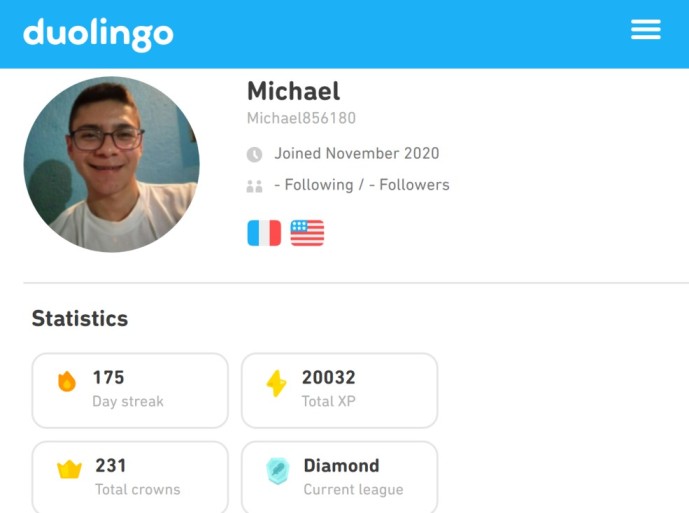 duolingo
Michael
Michael856180
Joined November 2020
- Following / - Followers
Statistics
175
Day streak
20032
Total XP
231
Total crowns
Diamond
Current league